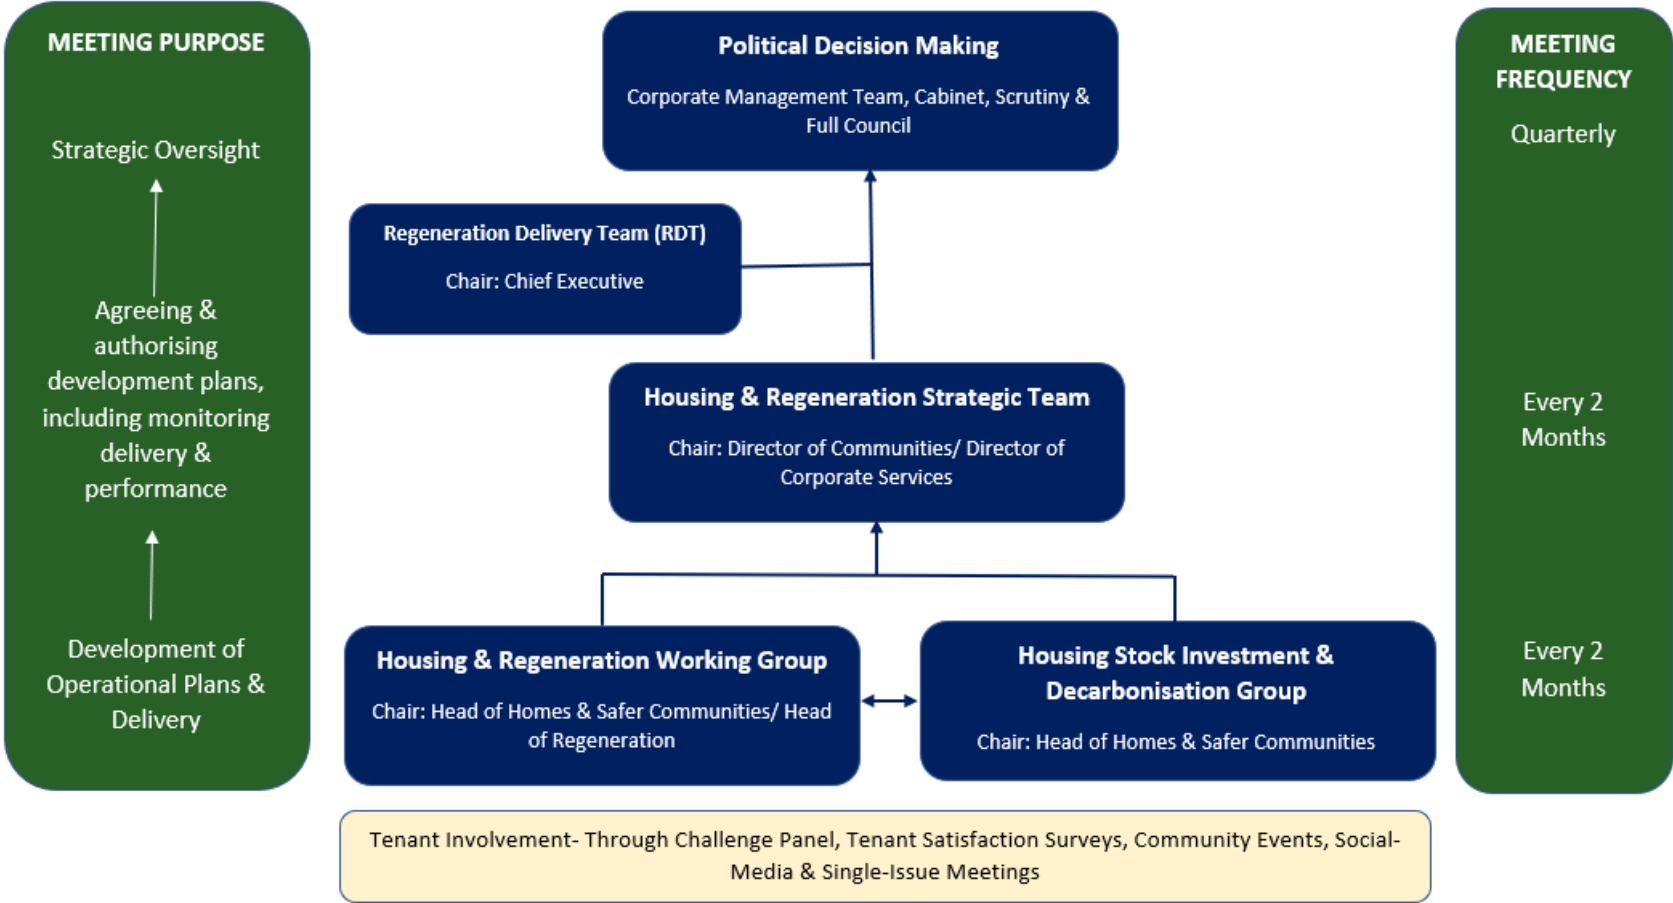 MEETING PURPOSE
Strategic Oversight
Agreeing &
authorising
development plans,
including monitoring
delivery &
performance
Development of
Operational Plans &
Delivery
Political Decision Making
Corporate Management Team, Cabinet, Scrutiny &
Full Council
Regeneration Delivery Team (RDT)
Chair: Chief Executive
Housing & Regeneration Strategic Team
Chair: Director of Communities/ Director of
Corporate Services
Housing & Regeneration Working Group
Chair: Head of Homes & Safer Communities/ Head
of Regeneration
Housing Stock Investment &
Decarbonisation Group
Chair: Head of Homes & Safer Communities
Tenant Involvement- Through Challenge Panel, Tenant Satisfaction Surveys, Community Events, Social-
Media & Single-Issue Meetings
MEETING
FREQUENCY
Quarterly
Every 2
Months
Every 2
Months